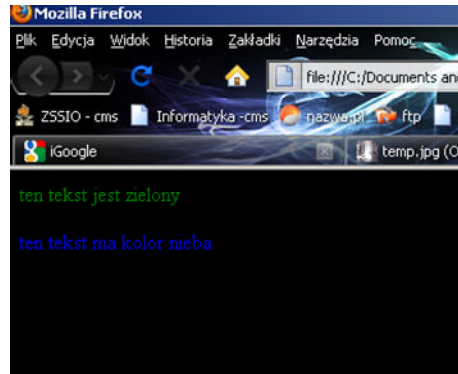 Mozilla Firefox
Plik Edycja Widok Historia Zakładki Narzędzia Pomoc
file:///C:/Documents an
ZSSIO - cms Informatyka -cms nazwa.pl ftp
iGoogle temp.jpg (O
ten tekst jest zielony
ten tekst ma kolor nieba